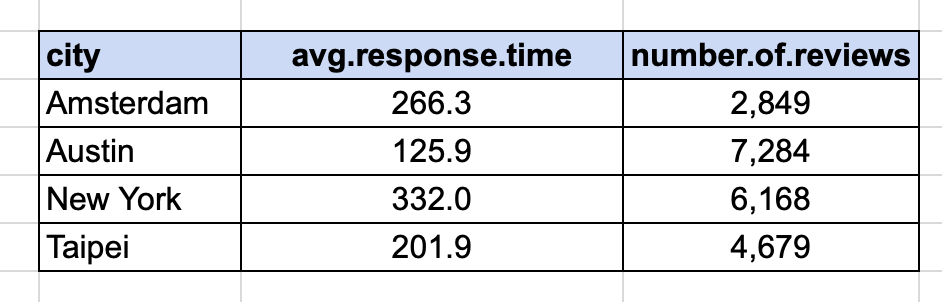 city avg.response.time number.of.reviews
Amsterdam 266.3 2,849
Austin 125.9 7,284
New York 332.0 6,168
Taipei 201.9 4,679